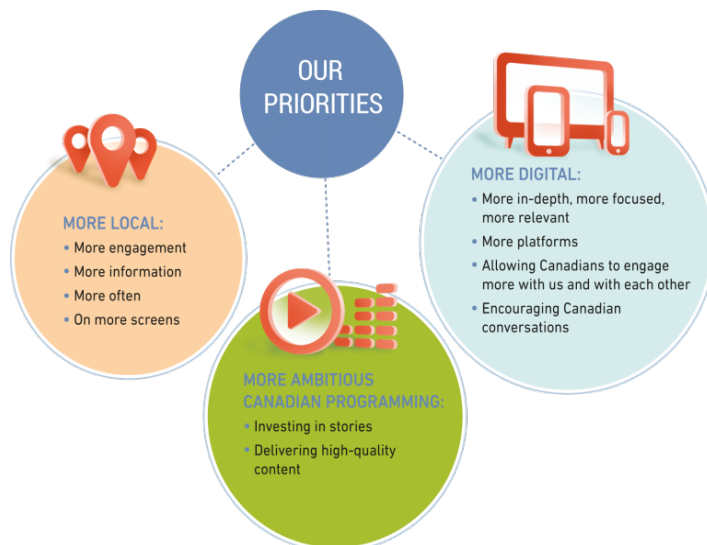 OUR
PRIORITIES
MORE LOCAL:
• More engagement
• More information
• More often
• On more screens
MORE AMBITIOUS
CANADIAN PROGRAMMING:
• Investing in stories
• Delivering high-quality
content
MORE DIGITAL:
• More in-depth, more focused,
more relevant
• More platforms
• Allowing Canadians to engage
more with us and with each other
• Encouraging Canadian
conversations